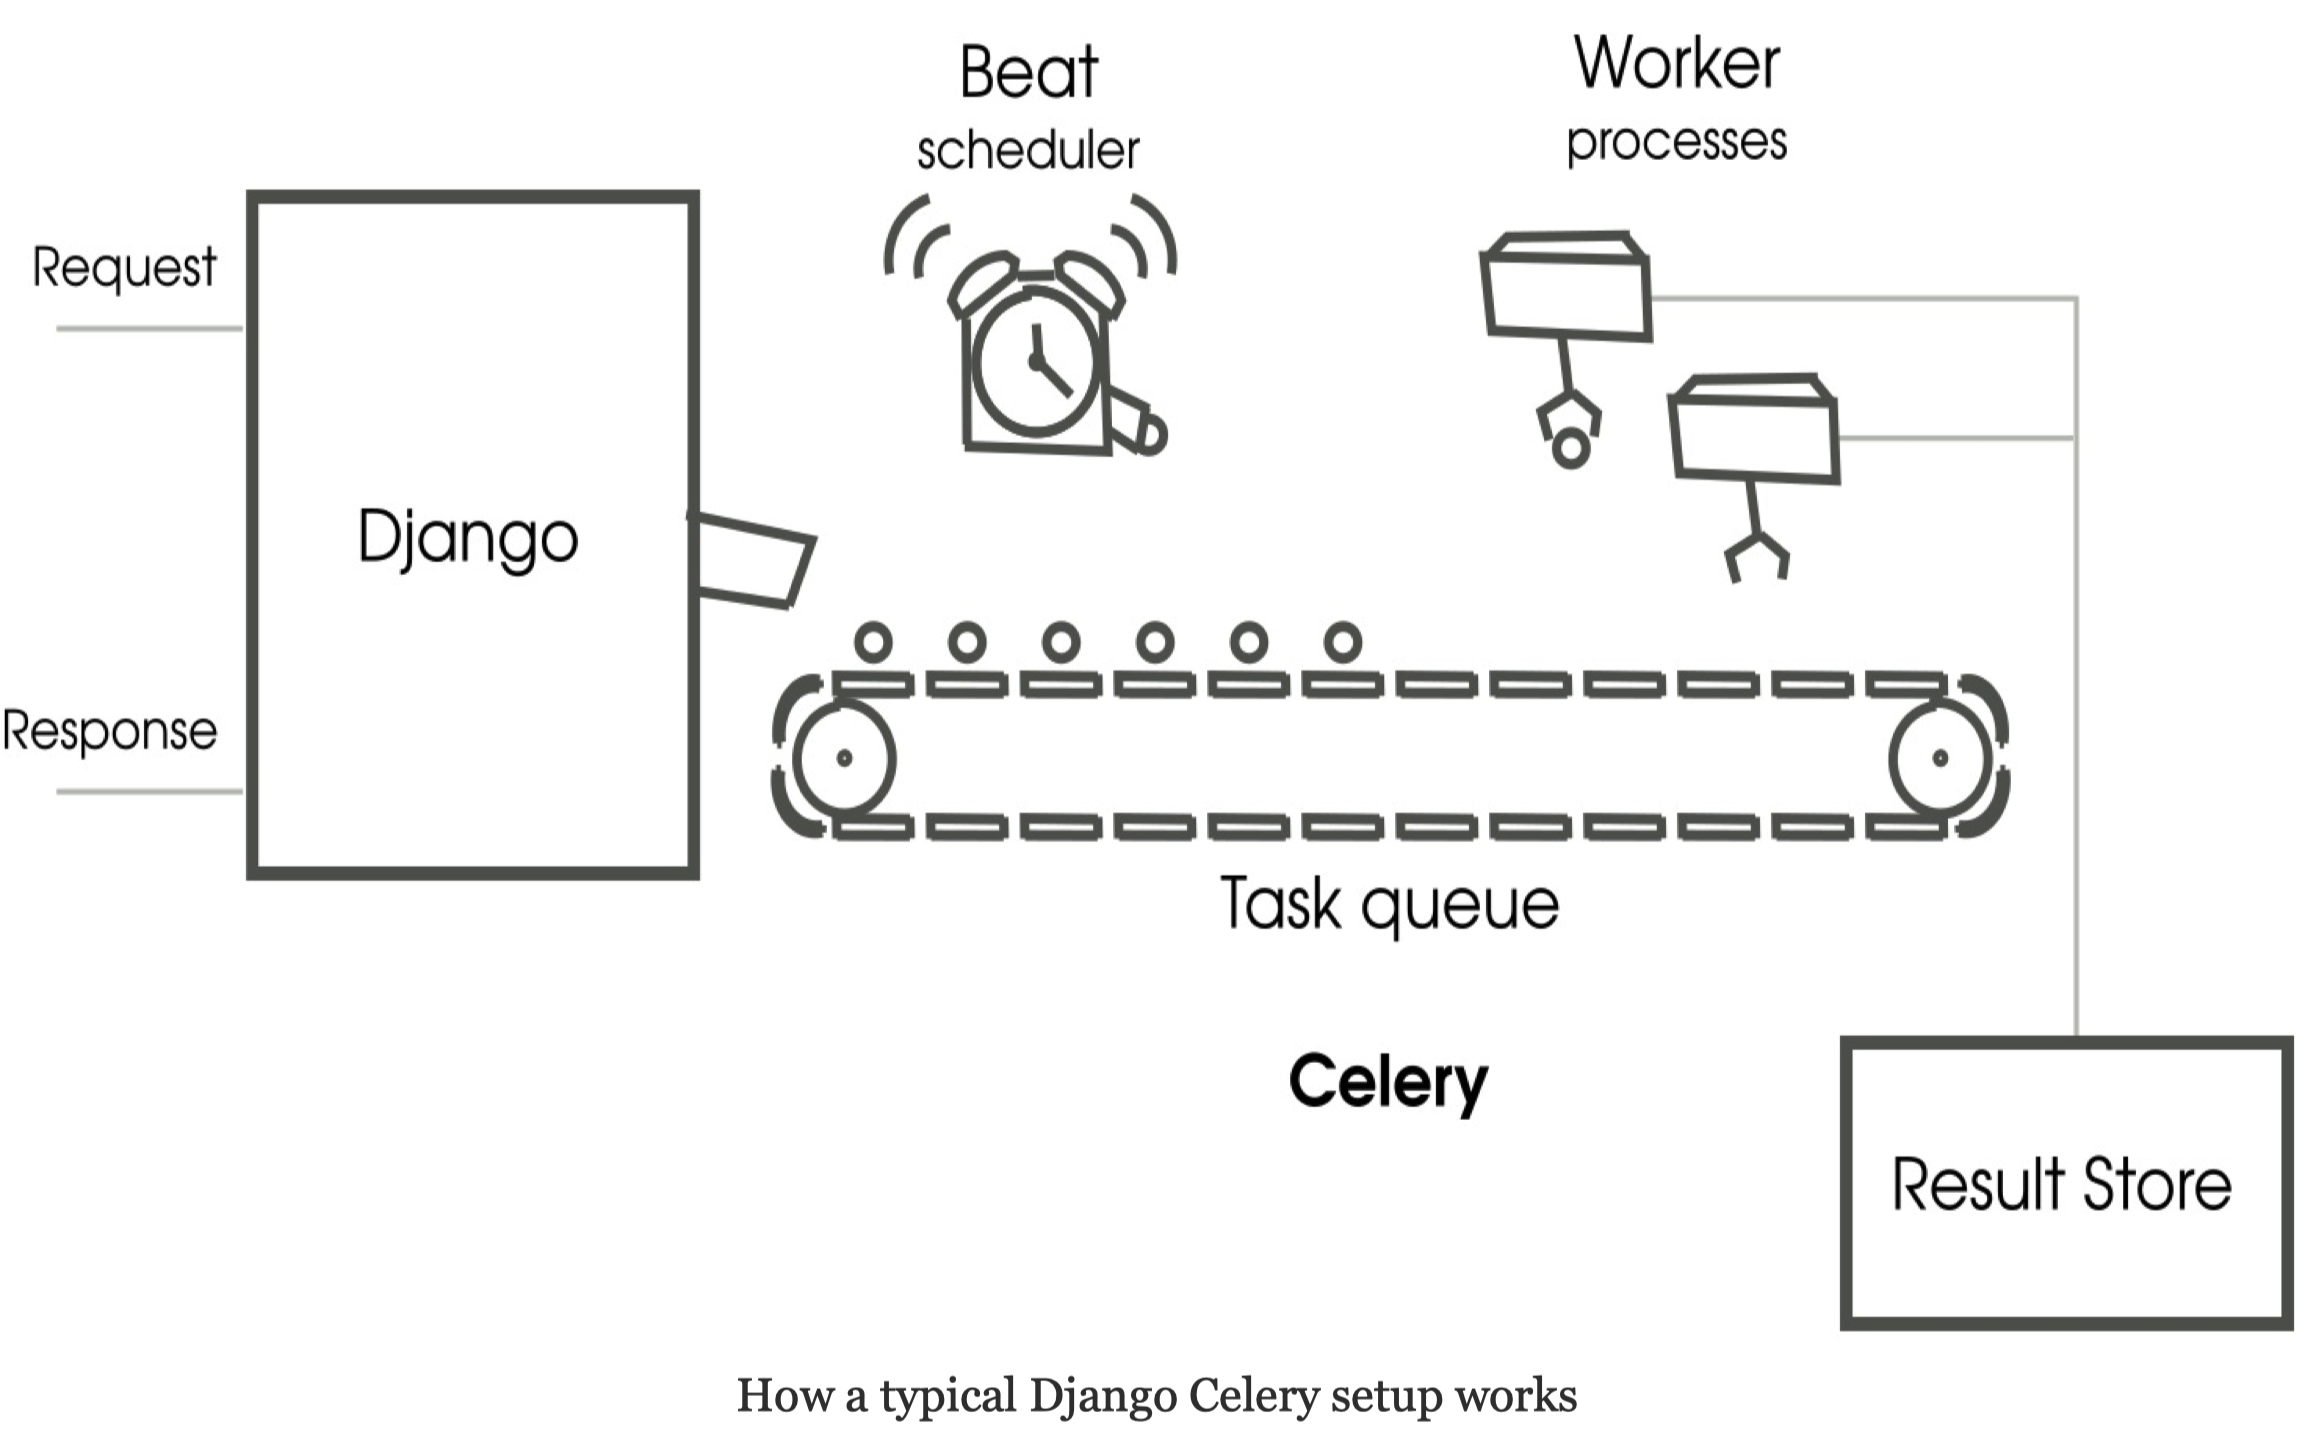 Beat
scheduler
Worker
processes
Request
Django
Response
Task queue
Celery
Result Store
How a typical Django Celery setup works